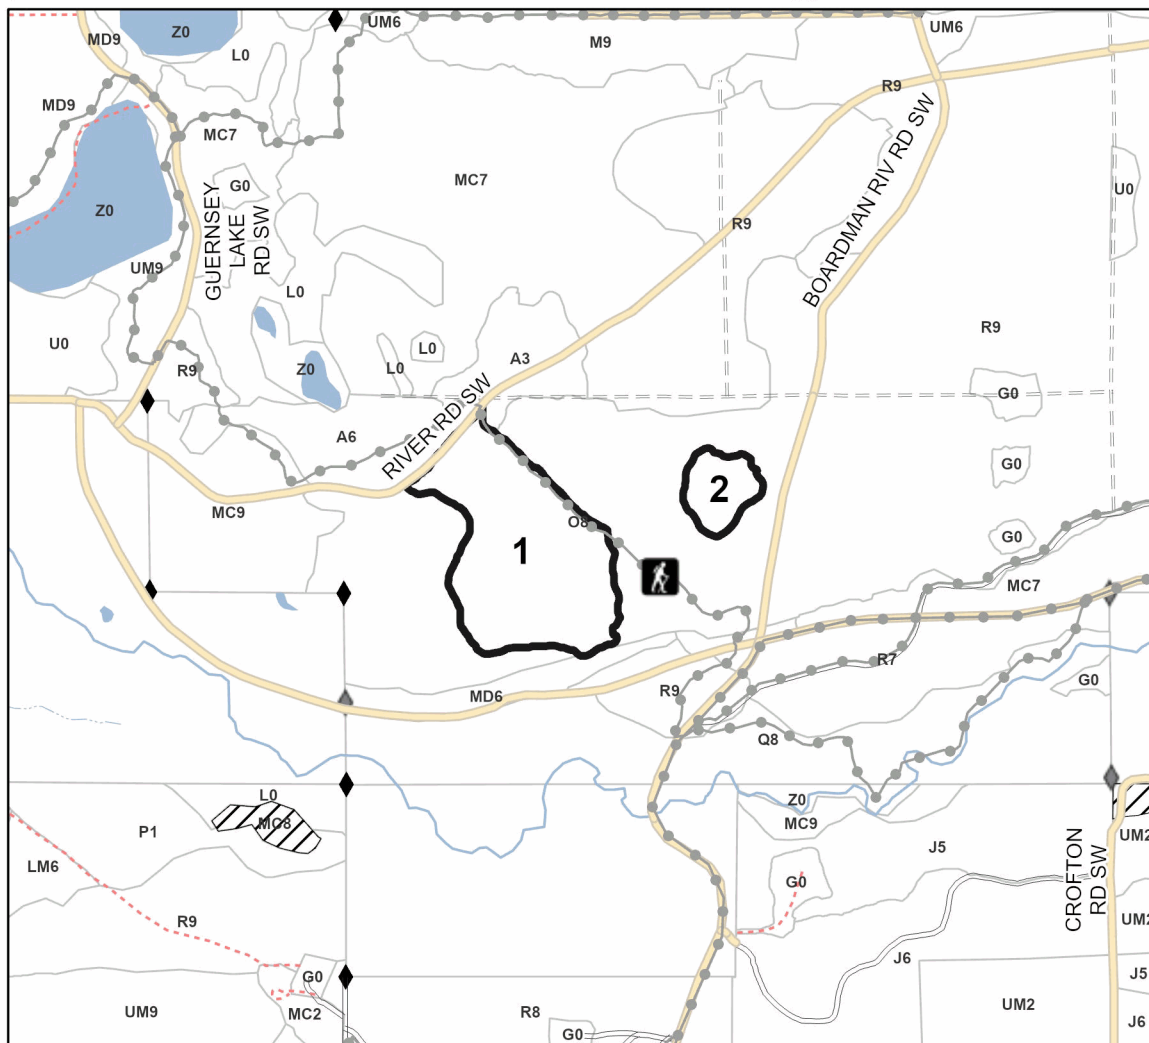 UM6
UM6
Z0
MD9
L0
M9
R9
MD9
MC7
MC7
G0
U0
Z0
R9
BOARDMAN RIV RD SW
GUERNSEY
LAKE
RD SW
UM9
L0
R9
U0
L0
A3
R9
Z0
L0
G0
A6
RIVER RD SW
G0
2
MC9
O8
1
G0
MC7
R7
G0
MD6
R9
Q8
L0
Z0
MC8
MC9
P1
UM2
J5
LM6
G0
CROFTON
RD SW
R9
UM2
J6
G0
J5
UM9
MC2
R8
UM2
J6
G0